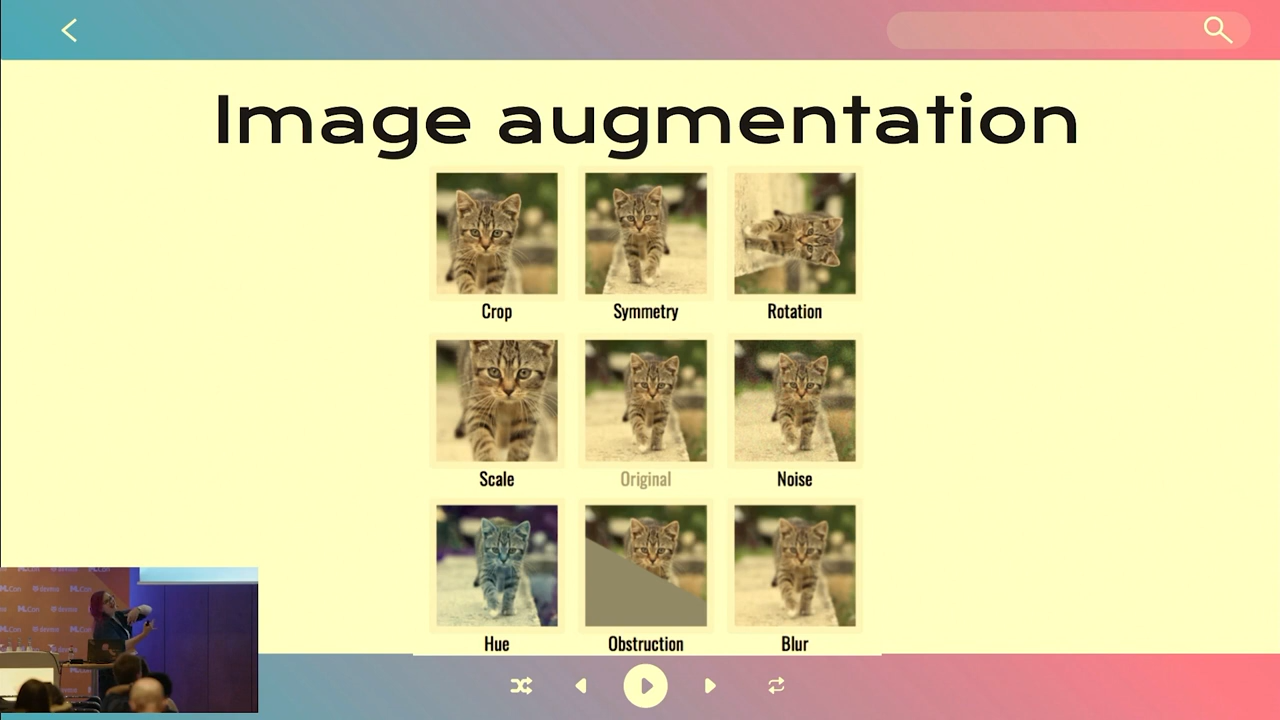 Image augmentation
Crop
Symmetry
Rotation
Scale
Original
Noise
Hue
Obstruction
Blur